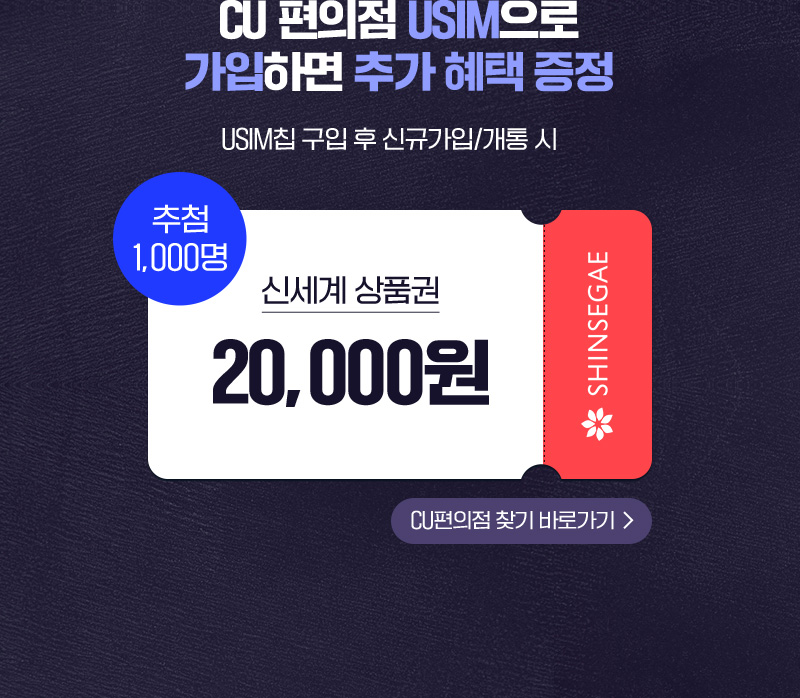 CU 편의점 USIM으로
가입하면 추가 혜택 증정
USIM칩 구입 후 신규가입/개통 시
추첨
1,000명
신세계 상품권
20,000원
SHINSEGAE
CU편의점 찾기 바로가기 >